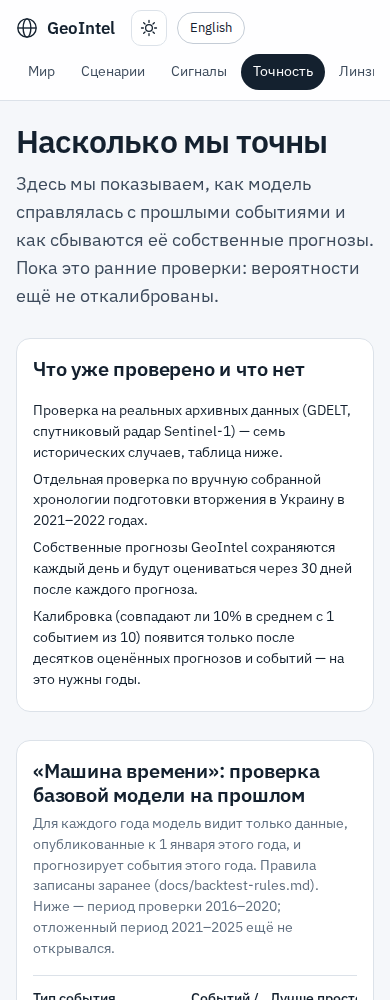 GeoIntel
English
Мир Сценарии Сигналы Точность
Насколько мы точны
Здесь мы показываем, как модель
справлялась с прошлыми событиями и
как сбываются её собственные прогнозы.
Пока это ранние проверки: вероятности
ещё не откалиброваны.
Что уже проверено и что нет
Проверка на реальных архивных данных (GDELT,
спутниковый радар Sentinel-1) — семь
исторических случаев, таблица ниже.
Отдельная проверка по вручную собранной
хронологии подготовки вторжения в Украину в
2021–2022 годах.
Собственные прогнозы GeoIntel сохраняются
каждый день и будут оцениваться через 30 дней
после каждого прогноза.
Калибровка (совпадают ли 10% в среднем с 1
событием из 10) появится только после
десятков оценённых прогнозов и событий — на
это нужны годы.
«Машина времени»: проверка
базовой модели на прошлом
Для каждого года модель видит только данные,
опубликованные к 1 января этого года, и
прогнозирует события этого года. Правила
записаны заранее (docs/backtest-rules.md).
Ниже — период проверки 2016–2020;
отложенный период 2021–2025 ещё не
открывался.
Тип события Событий / Лучше